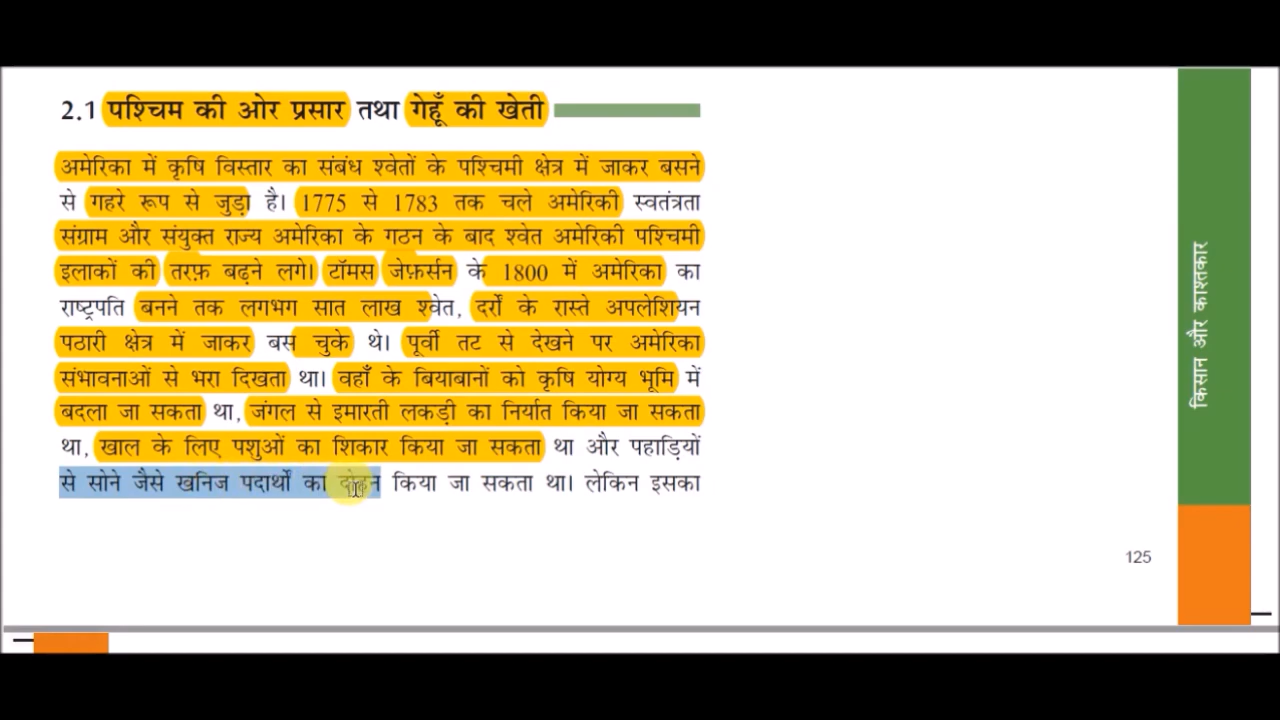 2.1 पश्चिम की ओर प्रसार तथा गेहूँ की खेती
अमेरिका में कृषि विस्तार का संबंध श्वेतों के पश्चिमी क्षेत्र में जाकर बसने
से गहरे रूप से जुड़ा है। 1775 से 1783 तक चले अमेरिकी स्वतंत्रता
संग्राम और संयुक्त राज्य अमेरिका के गठन के बाद श्वेत अमेरिकी पश्चिमी
इलाकों की तरफ़ बढ़ने लगे। टॉमस जेफ़र्सन के 1800 में अमेरिका का
राष्ट्रपति बनने तक लगभग सात लाख श्वेत, दर्रों के रास्ते अपलेशियन
पठारी क्षेत्र में जाकर बस चुके थे। पूर्वी तट से देखने पर अमेरिका
संभावनाओं से भरा दिखता था। वहाँ के बियाबानों को कृषि योग्य भूमि में
बदला जा सकता था, जंगल से इमारती लकड़ी का निर्यात किया जा सकता
था, खाल के लिए पशुओं का शिकार किया जा सकता था और पहाड़ियों
से सोने जैसे खनिज पदार्थों का दोहन किया जा सकता था। लेकिन इसका
किसान और काश्तकार
125